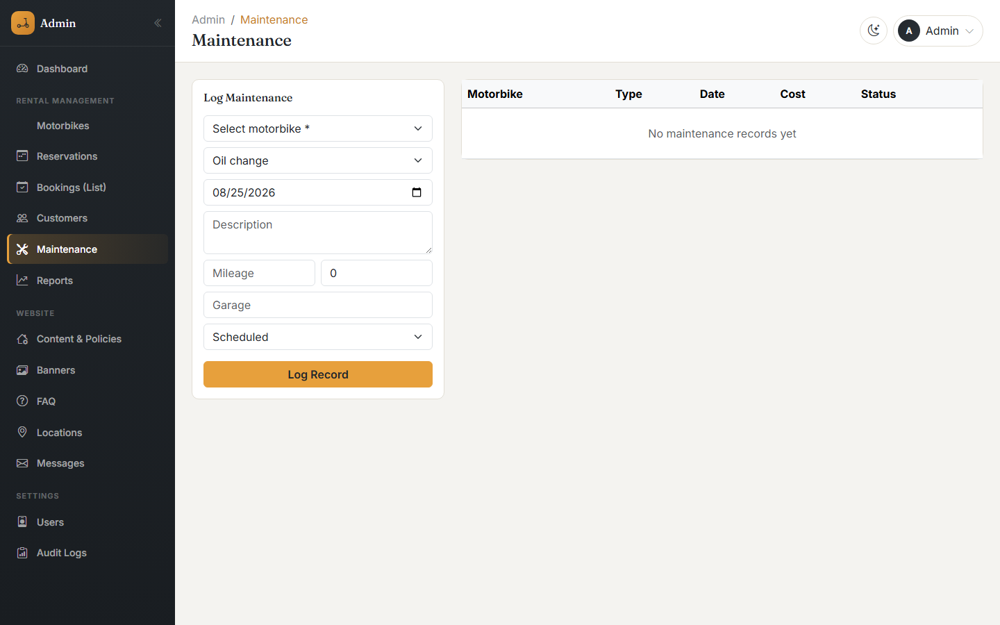 Admin
Dashboard
RENTAL MANAGEMENT
Motorbikes
Reservations
Bookings (List)
Customers
Maintenance
Reports
WEBSITE
Content & Policies
Banners
FAQ
Locations
Messages
SETTINGS
Users
Audit Logs
Admin / Maintenance
Maintenance
A Admin
Log Maintenance
Select motorbike *
Oil change
08/25/2026
Description
Mileage 0
Garage
Scheduled
Log Record
Motorbike Type Date Cost Status
No maintenance records yet